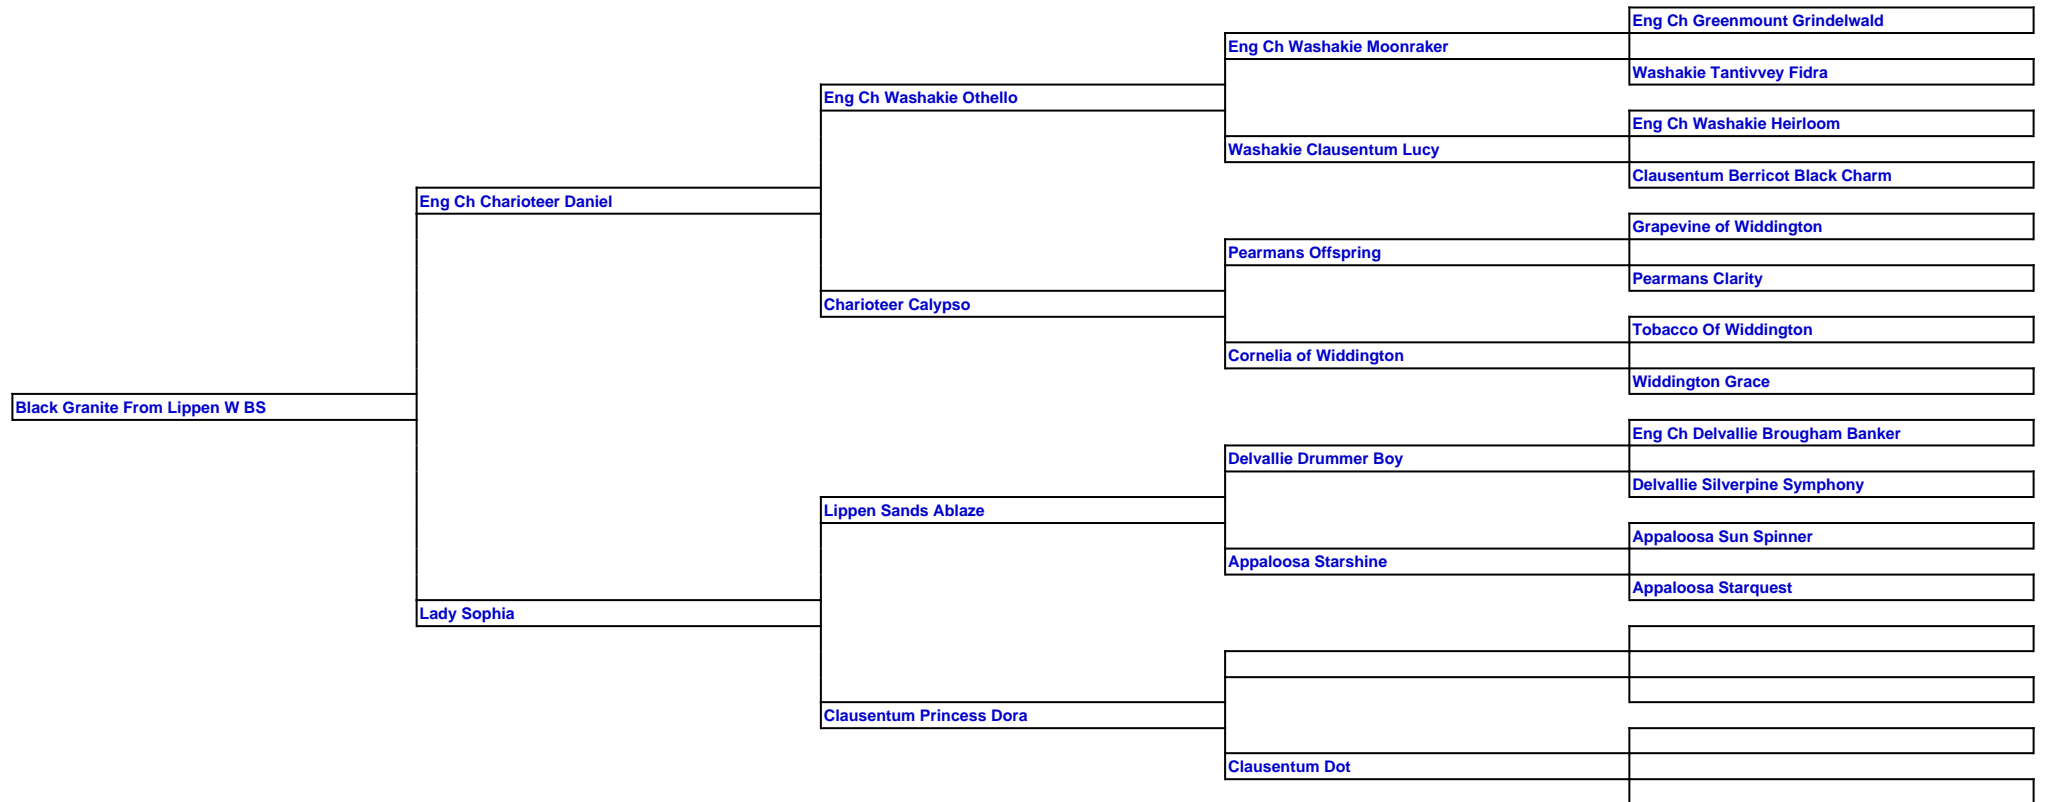 Eng Ch Greenmount Grindelwald
Eng Ch Washakie Moonraker
Washakie Tantivvey Fidra
Eng Ch Washakie Othello
Eng Ch Washakie Heirloom
Washakie Clausentum Lucy
Clausentum Berricot Black Charm
Eng Ch Charioteer Daniel
Grapevine of Widdington
Pearmans Offspring
Pearmans Clarity
Charioteer Calypso
Tobacco Of Widdington
Cornelia of Widdington
Widdington Grace
Black Granite From Lippen W BS
Eng Ch Delvallie Brougham Banker
Delvallie Drummer Boy
Delvallie Silverpine Symphony
Lippen Sands Ablaze
Appaloosa Sun Spinner
Appaloosa Starshine
Appaloosa Starquest
Lady Sophia
Clausentum Princess Dora
Clausentum Dot